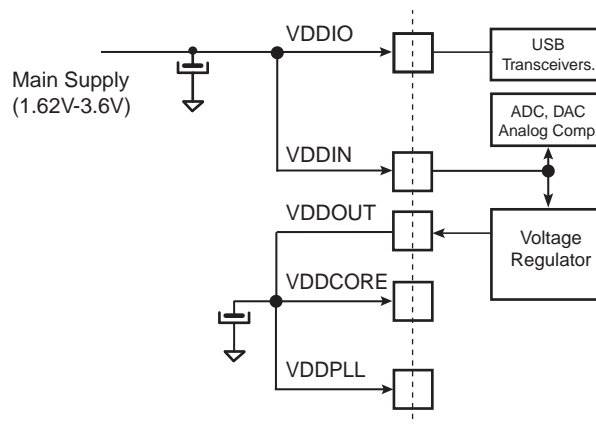 VDDIO
USB
Transceivers.
Main Supply
(1.62V-3.6V)
ADC, DAC
Analog Comp.
VDDIN
VDDOUT
Voltage
Regulator
VDDCORE
VDDPLL